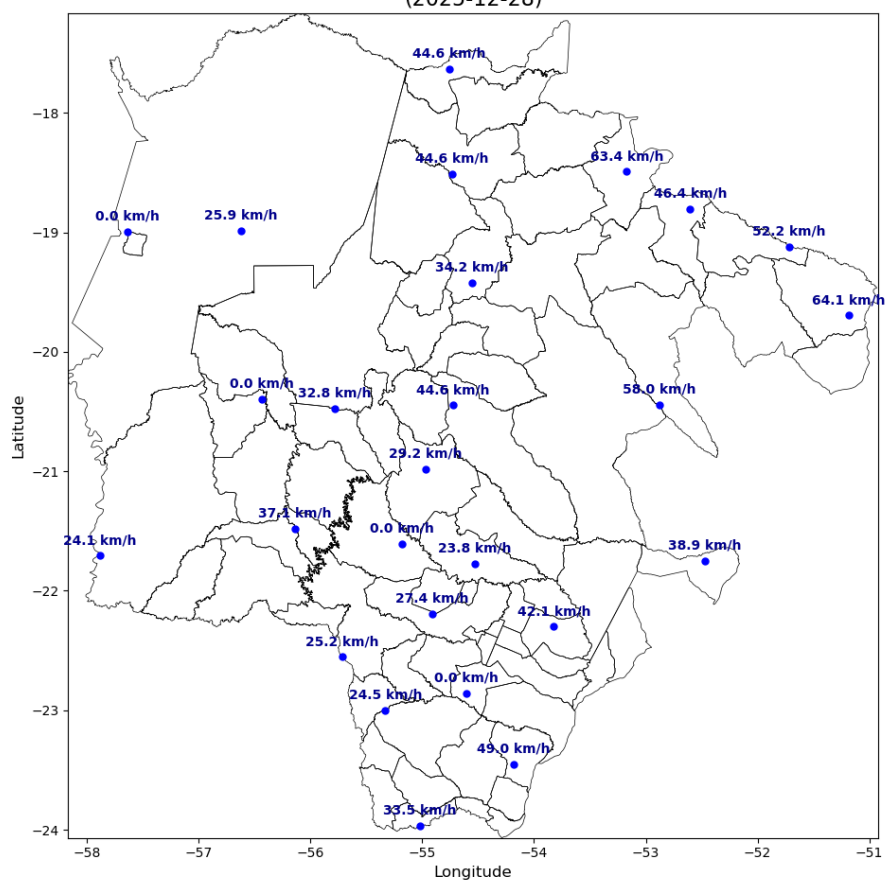 (2025-12-28)
44.6 km/h
44.6 km/h
63.4 km/h
46.4 km/h
0.0 km/h
25.9 km/h
52.2 km/h
34.2 km/h
64.1 km/h
0.0 km/h
32.8 km/h
44.6 km/h
58.0 km/h
29.2 km/h
37.1 km/h
0.0 km/h
24.1 km/h
23.8 km/h
38.9 km/h
27.4 km/h
42.1 km/h
25.2 km/h
0.0 km/h
24.5 km/h
49.0 km/h
33.5 km/h
−18
−19
−20
−21
−22
−23
−24
Latitude
−58
−57
−56
−55
−54
−53
−52
−51
Longitude